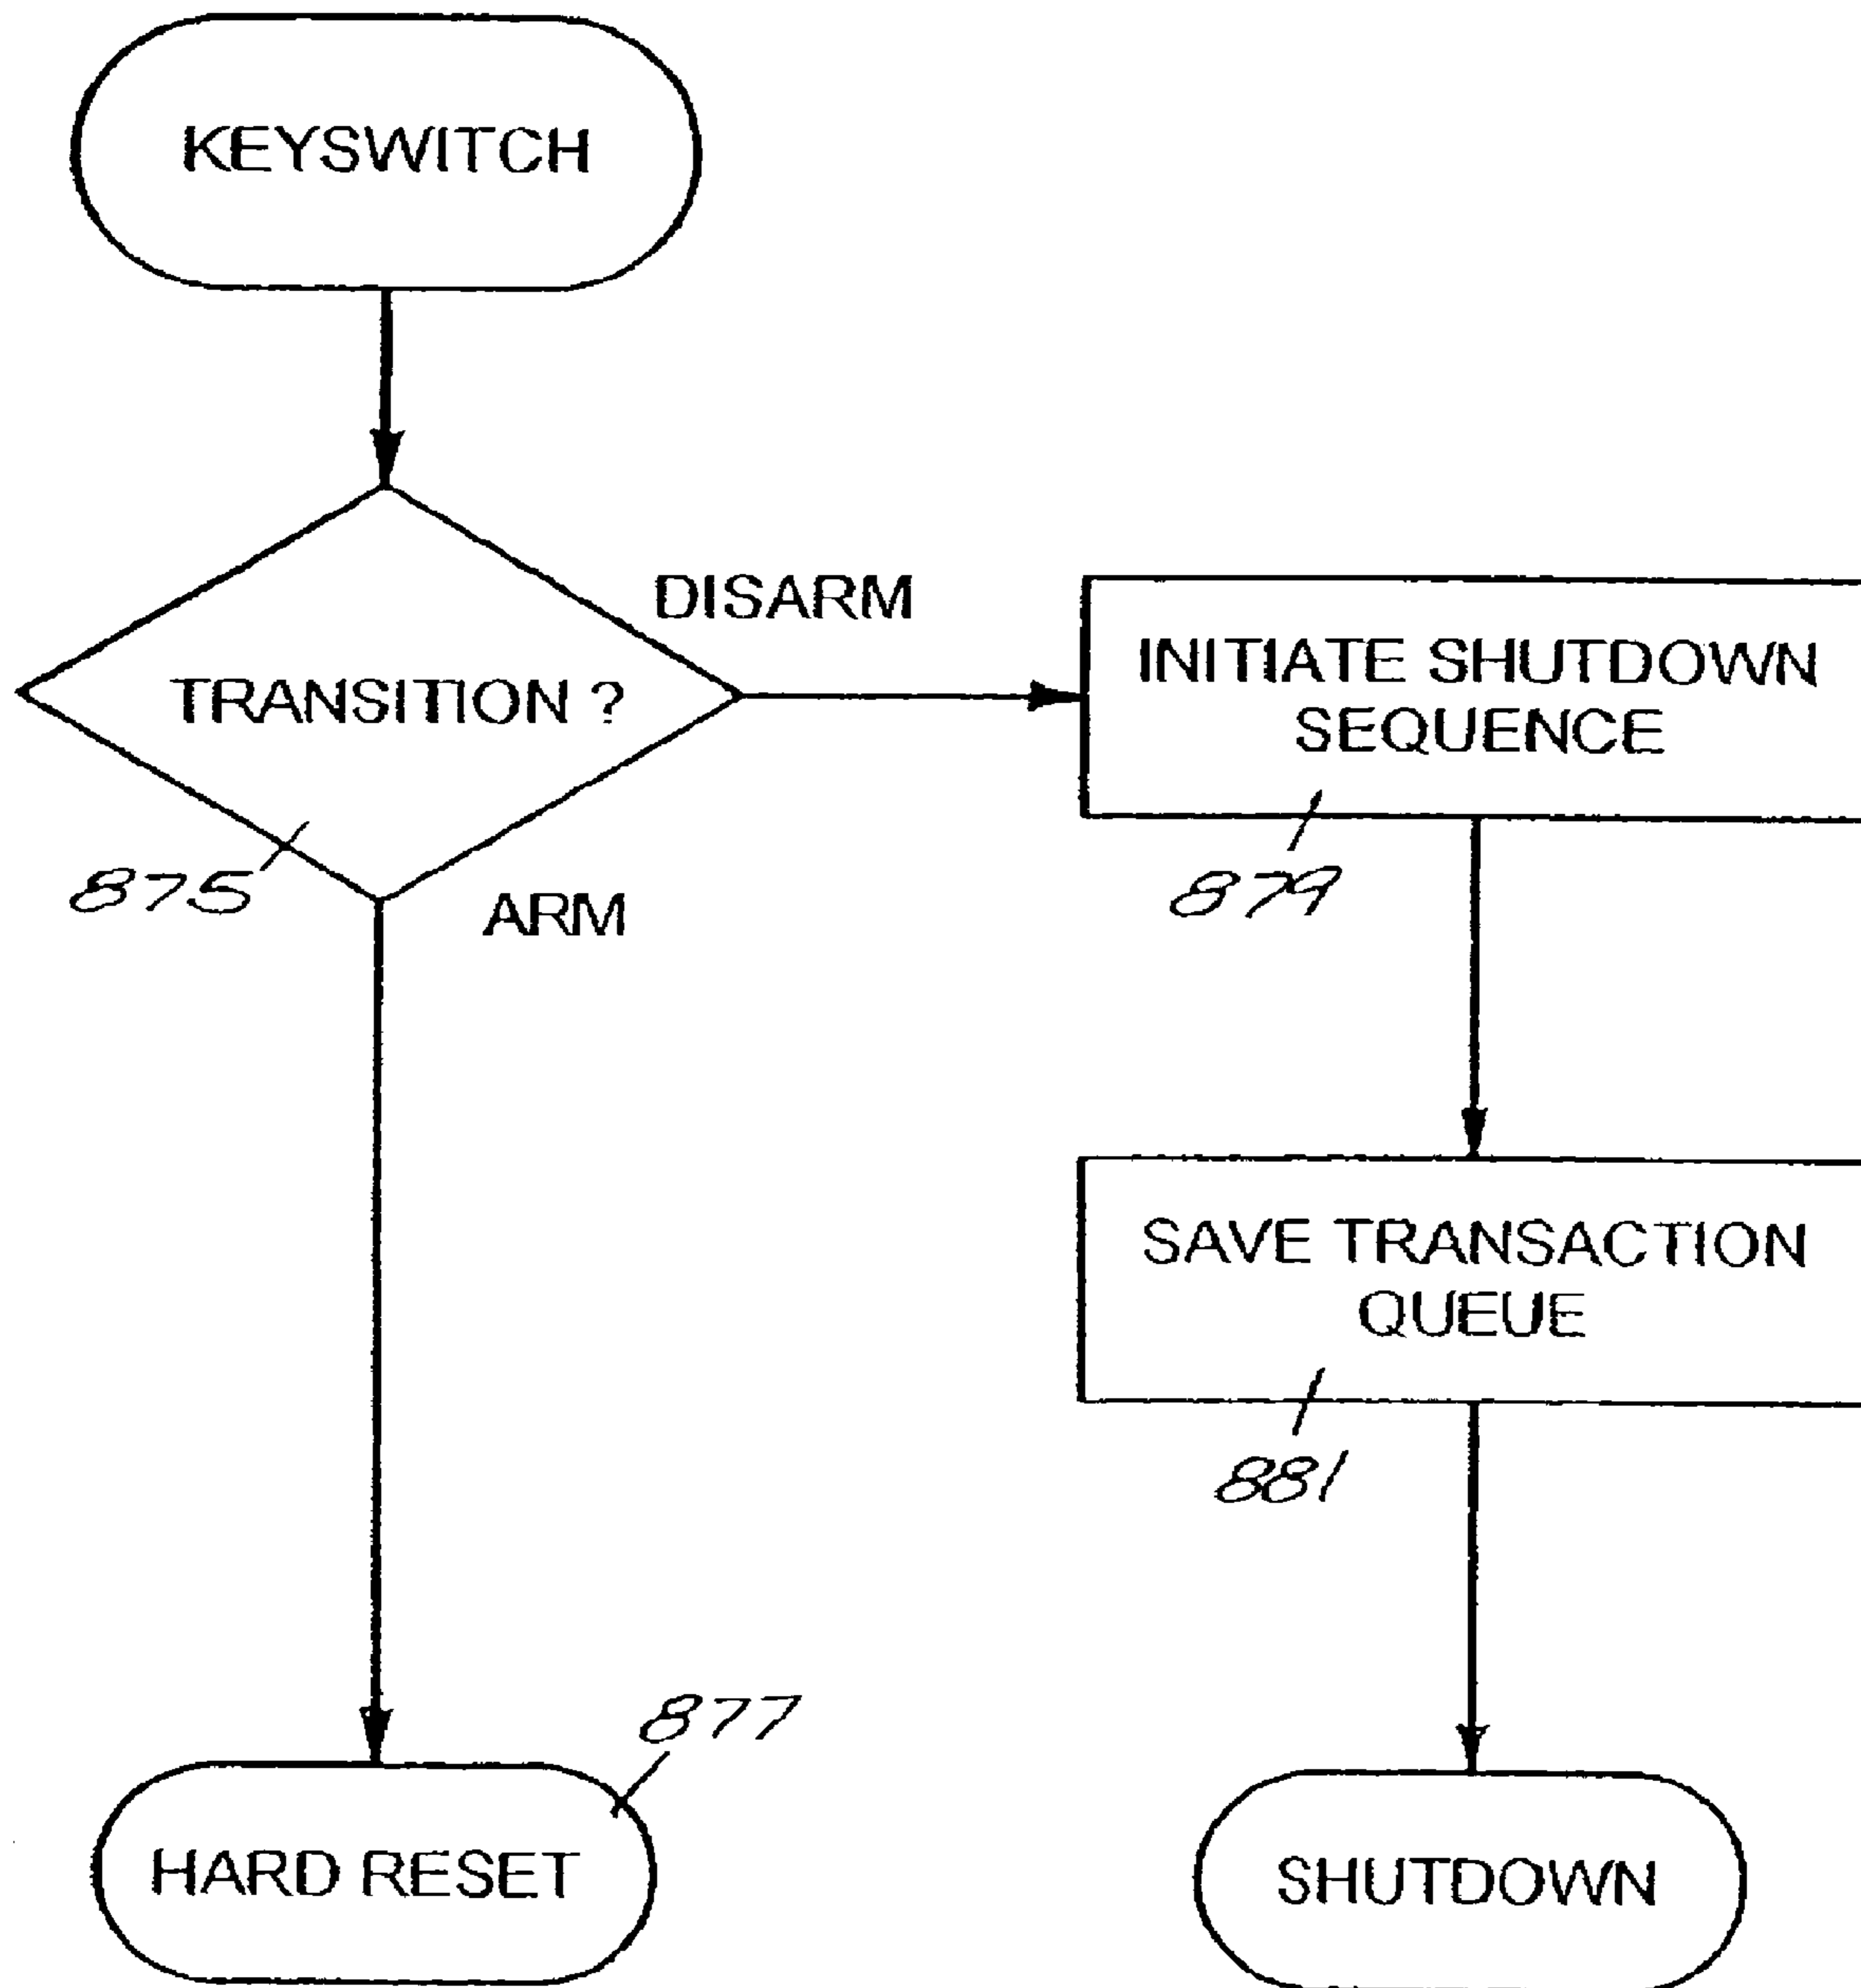 KEYSWITCH
TRANSITION ?
875
DISARM
INITIATE SHUTDOWN
SEQUENCE
879
ARM
SAVE TRANSACTION
QUEUE
881
877
HARD RESET
SHUTDOWN